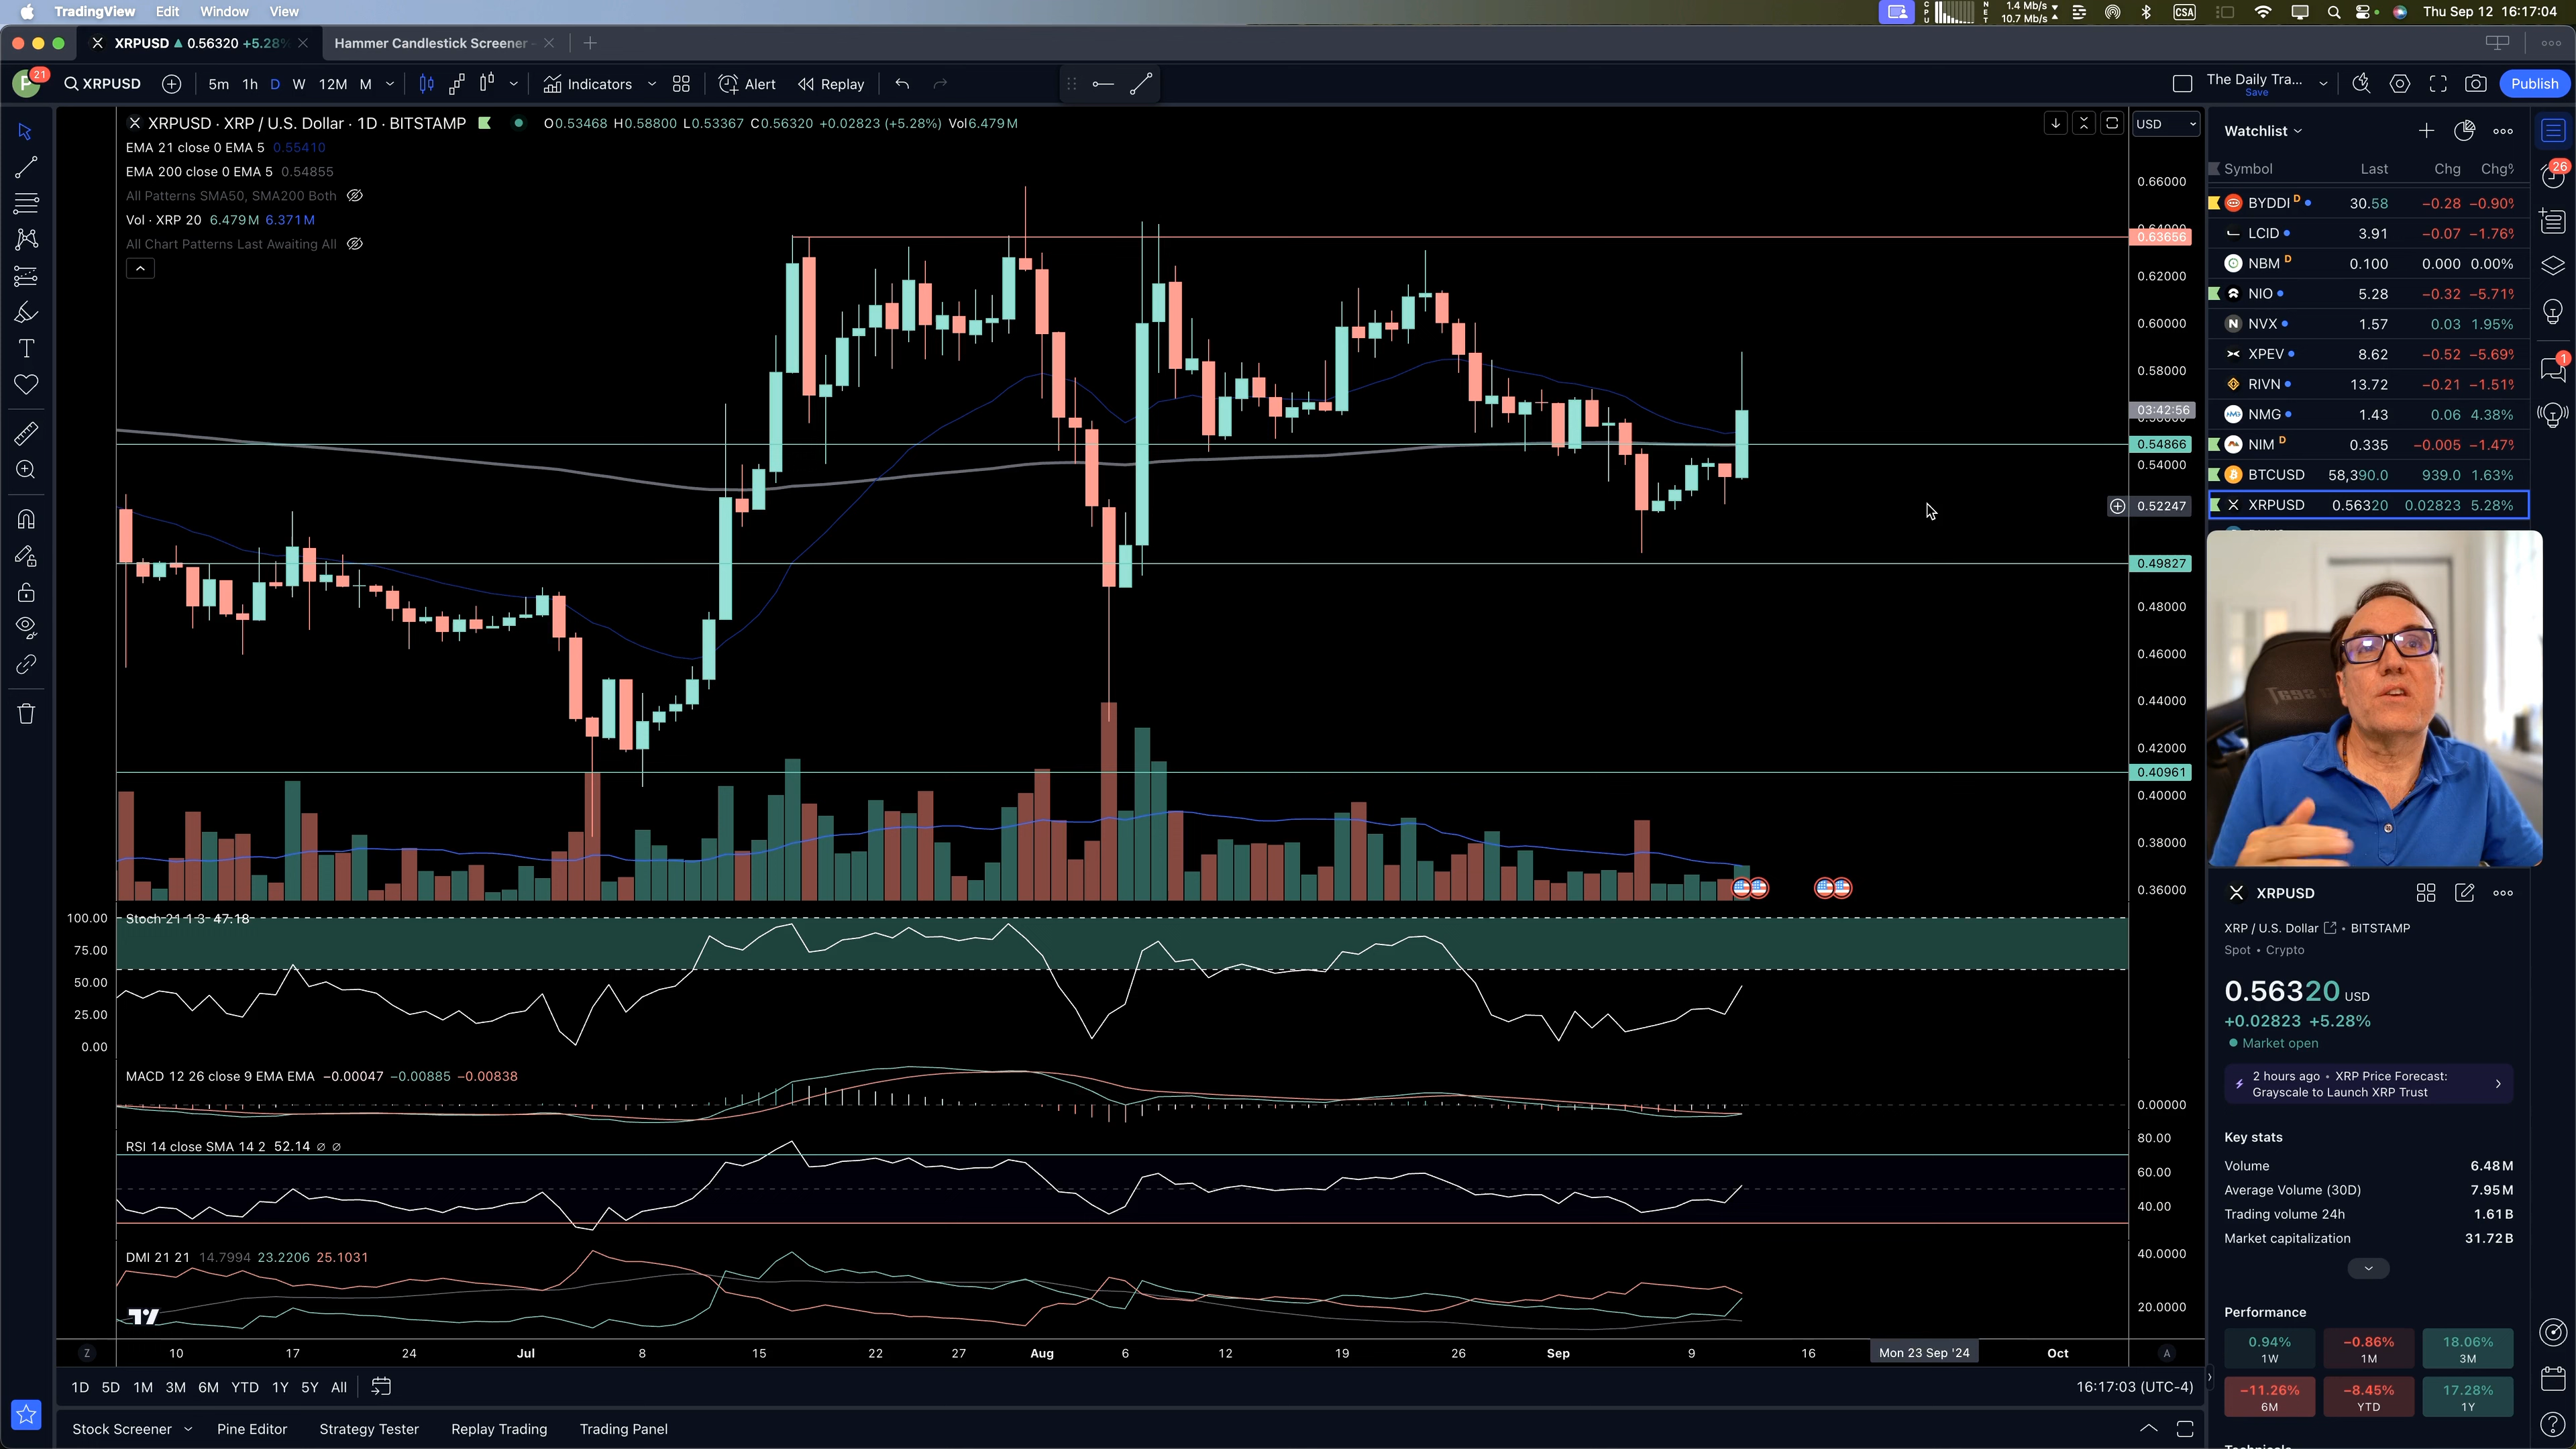 TradingView Edit Window View
CPU NET 1.4 Mb/s 10.7 Mb/s CSA Thu Sep 12 16:17:04
XRPUSD ▲ 0.56320 +5.28% Hammer Candlestick Screener
P 21 XRPUSD 5m 1h D W 12M M Indicators Alert Replay The Daily Tra... Save Publish
XRPUSD · XRP / U.S. Dollar · 1D · BITSTAMP O0.53468 H0.58800 L0.53367 C0.56320 +0.02823 (+5.28%) Vol6.479M
USD
EMA 21 close 0 EMA 5 0.55410
EMA 200 close 0 EMA 5 0.54855
All Patterns SMA50, SMA200 Both
Vol · XRP 20 6.479M 6.371M
All Chart Patterns Last Awaiting All
0.66000
0.63656
0.62000
0.60000
0.58000
03:42:56
0.54866
0.54000
0.52247
0.49827
0.48000
0.46000
0.44000
0.42000
0.40961
0.40000
0.38000
0.36000
Stoch 21 1 3 47.18
100.00
75.00
50.00
25.00
0.00
MACD 12 26 close 9 EMA EMA −0.00047 −0.00885 −0.00838
0.00000
RSI 14 close SMA 14 2 52.14 ∅ ∅
80.00
60.00
40.00
DMI 21 21 14.7994 23.2206 25.1031
40.0000
20.0000
Z 10 17 24 Jul 8 15 22 27 Aug 6 12 19 26 Sep 9 16 Mon 23 Sep '24 Oct A
1D 5D 1M 3M 6M YTD 1Y 5Y All 16:17:03 (UTC-4)
Stock Screener Pine Editor Strategy Tester Replay Trading Trading Panel
Watchlist
Symbol Last Chg Chg%
BYDDI D 30.58 −0.28 −0.90%
LCID 3.91 −0.07 −1.76%
NBM D 0.100 0.000 0.00%
NIO 5.28 −0.32 −5.71%
NVX 1.57 0.03 1.95%
XPEV 8.62 −0.52 −5.69%
RIVN 13.72 −0.21 −1.51%
NMG 1.43 0.06 4.38%
NIM D 0.335 −0.005 −1.47%
BTCUSD 58,390.0 939.0 1.63%
XRPUSD 0.56320 0.02823 5.28%
26
1
XRPUSD
XRP / U.S. Dollar • BITSTAMP
Spot • Crypto
0.56320 USD
+0.02823 +5.28%
Market open
2 hours ago • XRP Price Forecast:
Grayscale to Launch XRP Trust
Key stats
Volume 6.48M
Average Volume (30D) 7.95M
Trading volume 24h 1.61B
Market capitalization 31.72B
Performance
0.94% −0.86% 18.06%
1W 1M 3M
−11.26% −8.45% 17.28%
6M YTD 1Y